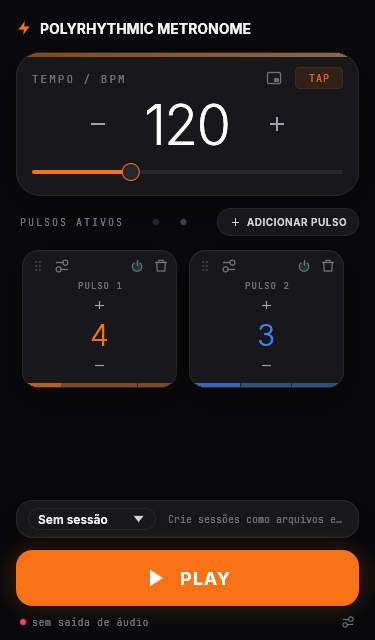 POLYRHYTHMIC METRONOME
TEMPO / BPM
TAP
120
PULSOS ATIVOS
ADICIONAR PULSO
PULSO 1
4
PULSO 2
3
Sem sessão
Crie sessões como arquivos e…
PLAY
sem saída de áudio